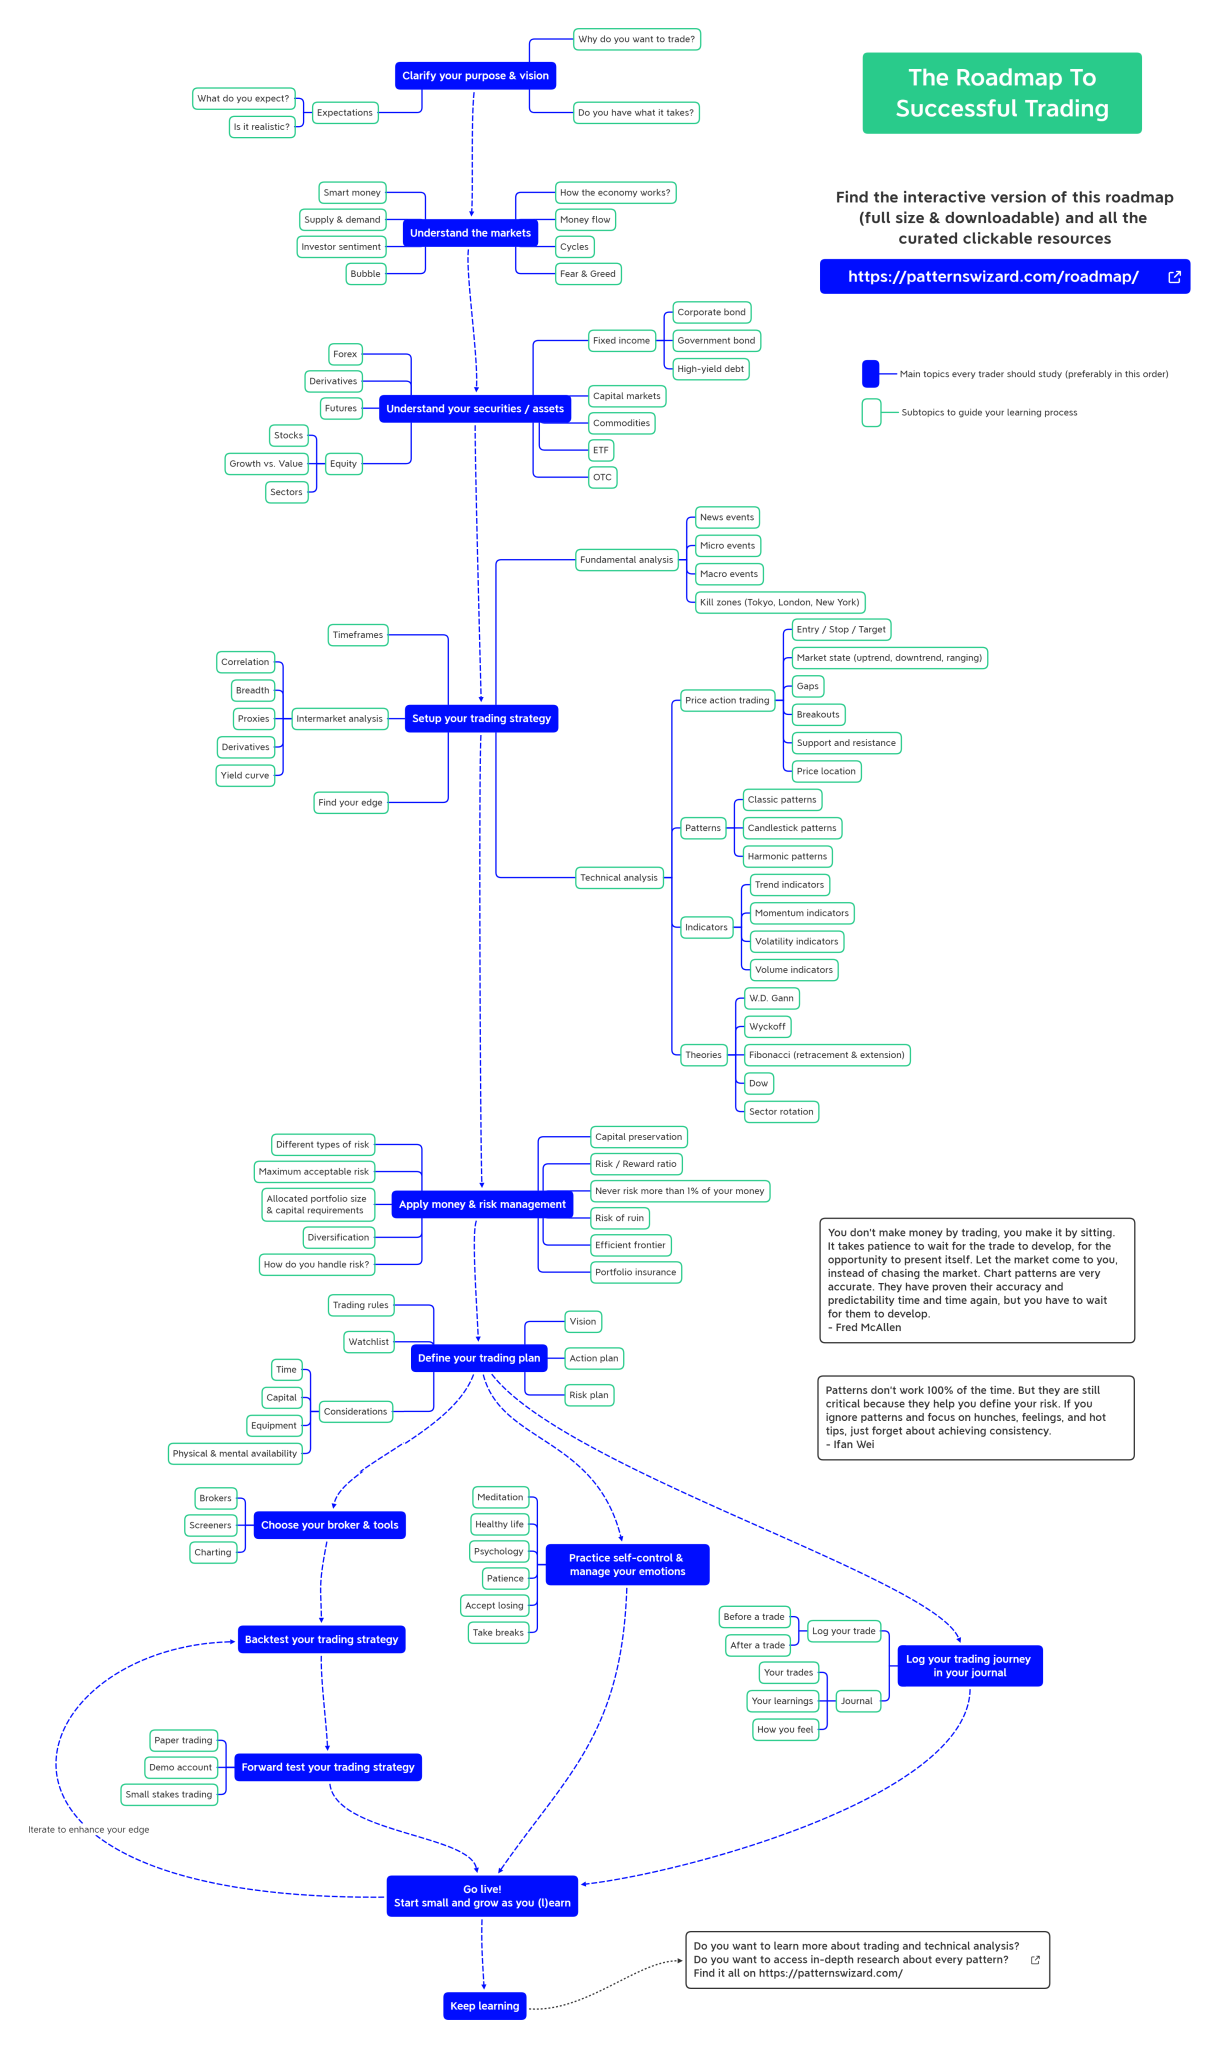 The Roadmap To
Successful Trading
Find the interactive version of this roadmap
(full size & downloadable) and all the
curated clickable resources
https://patternswizard.com/roadmap/
Main topics every trader should study (preferably in this order)
Subtopics to guide your learning process
Clarify your purpose & vision
Why do you want to trade?
Do you have what it takes?
Expectations
What do you expect?
Is it realistic?
Understand the markets
Smart money
Supply & demand
Investor sentiment
Bubble
How the economy works?
Money flow
Cycles
Fear & Greed
Understand your securities / assets
Forex
Derivatives
Futures
Equity
Stocks
Growth vs. Value
Sectors
Fixed income
Corporate bond
Government bond
High-yield debt
Capital markets
Commodities
ETF
OTC
Setup your trading strategy
Timeframes
Intermarket analysis
Correlation
Breadth
Proxies
Derivatives
Yield curve
Find your edge
Fundamental analysis
News events
Micro events
Macro events
Kill zones (Tokyo, London, New York)
Technical analysis
Price action trading
Entry / Stop / Target
Market state (uptrend, downtrend, ranging)
Gaps
Breakouts
Support and resistance
Price location
Patterns
Classic patterns
Candlestick patterns
Harmonic patterns
Indicators
Trend indicators
Momentum indicators
Volatility indicators
Volume indicators
Theories
W.D. Gann
Wyckoff
Fibonacci (retracement & extension)
Dow
Sector rotation
Apply money & risk management
Different types of risk
Maximum acceptable risk
Allocated portfolio size
& capital requirements
Diversification
How do you handle risk?
Capital preservation
Risk / Reward ratio
Never risk more than 1% of your money
Risk of ruin
Efficient frontier
Portfolio insurance
You don't make money by trading, you make it by sitting.
It takes patience to wait for the trade to develop, for the
opportunity to present itself. Let the market come to you,
instead of chasing the market. Chart patterns are very
accurate. They have proven their accuracy and
predictability time and time again, but you have to wait
for them to develop.
- Fred McAllen
Define your trading plan
Trading rules
Watchlist
Considerations
Time
Capital
Equipment
Physical & mental availability
Vision
Action plan
Risk plan
Patterns don't work 100% of the time. But they are still
critical because they help you define your risk. If you
ignore patterns and focus on hunches, feelings, and hot
tips, just forget about achieving consistency.
- Ifan Wei
Choose your broker & tools
Brokers
Screeners
Charting
Practice self-control &
manage your emotions
Meditation
Healthy life
Psychology
Patience
Accept losing
Take breaks
Log your trading journey
in your journal
Log your trade
Before a trade
After a trade
Journal
Your trades
Your learnings
How you feel
Backtest your trading strategy
Forward test your trading strategy
Paper trading
Demo account
Small stakes trading
Iterate to enhance your edge
Go live!
Start small and grow as you (l)earn
Keep learning
Do you want to learn more about trading and technical analysis?
Do you want to access in-depth research about every pattern?
Find it all on https://patternswizard.com/